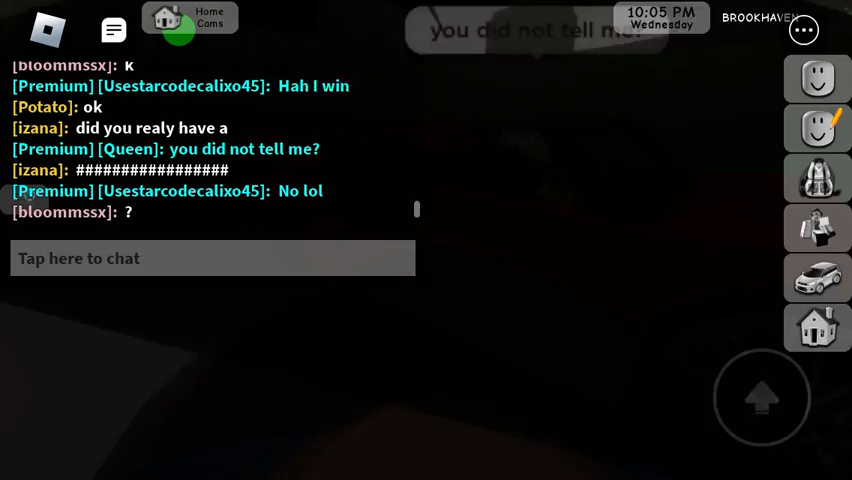 Home
Cams
you did not tell me?
10:05 PM
Wednesday
BROOKHAVEN
[bloommssx]: k
[Premium] [Usestarcodecalixo45]: Hah I win
[Potato]: ok
[izana]: did you realy have a
[Premium] [Queen]: you did not tell me?
[izana]: #################
[Premium] [Usestarcodecalixo45]: No lol
[bloommssx]: ?
Tap here to chat